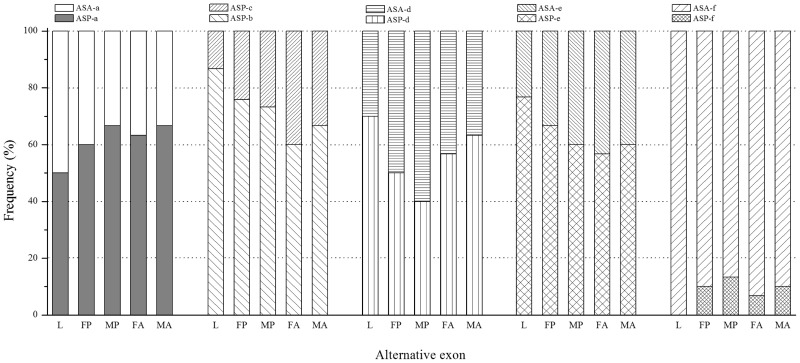 ASA-a ASP-c ASA-d ASA-e ASA-f
ASP-a ASP-b ASP-d ASP-e ASP-f
100
80
60
40
20
0
Frequency (%)
L FP MP FA MA L FP MP FA MA L FP MP FA MA L FP MP FA MA L FP MP FA MA
Alternative exon